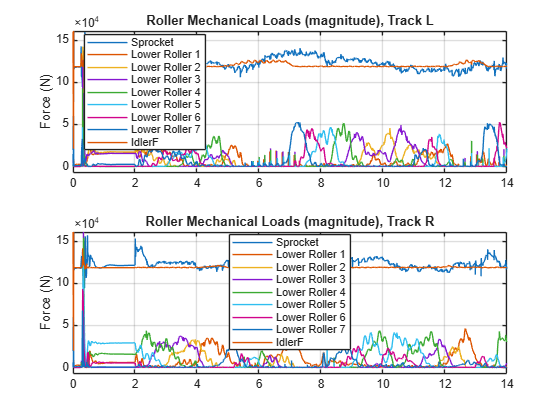 Roller Mechanical Loads (magnitude), Track L
×10⁴
15
10
5
0
Force (N)
Sprocket
Lower Roller 1
Lower Roller 2
Lower Roller 3
Lower Roller 4
Lower Roller 5
Lower Roller 6
Lower Roller 7
IdlerF
0 2 4 6 8 10 12 14
Roller Mechanical Loads (magnitude), Track R
×10⁴
15
10
5
0
Force (N)
Sprocket
Lower Roller 1
Lower Roller 2
Lower Roller 3
Lower Roller 4
Lower Roller 5
Lower Roller 6
Lower Roller 7
IdlerF
0 2 4 6 8 10 12 14